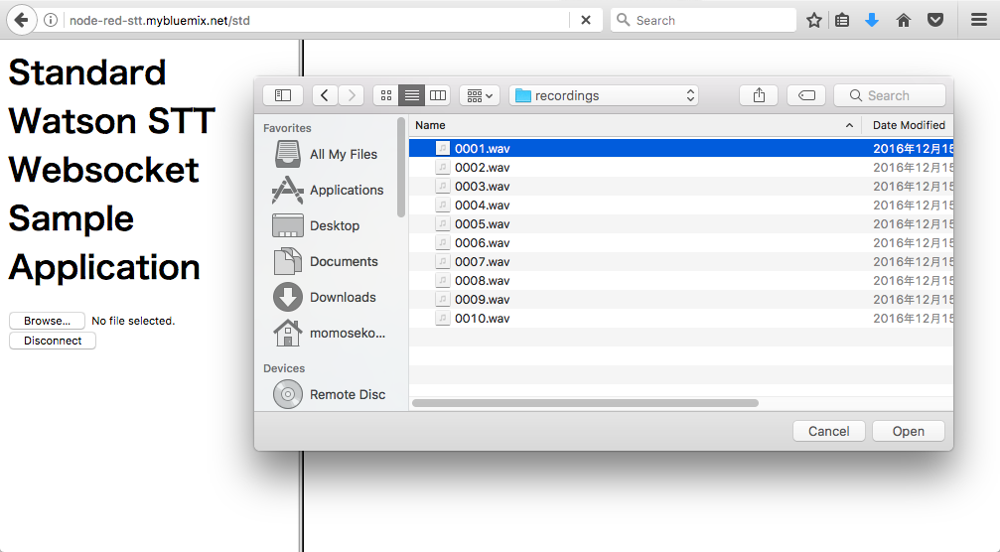 node-red-stt.mybluemix.net/std
Search
Standard
Watson STT
Websocket
Sample
Application
Browse... No file selected.
Disconnect
recordings
Search
Favorites
All My Files
Applications
Desktop
Documents
Downloads
momoseko...
Devices
Remote Disc
Name Date Modified
0001.wav 2016年12月15
0002.wav 2016年12月15
0003.wav 2016年12月15
0004.wav 2016年12月15
0005.wav 2016年12月15
0006.wav 2016年12月15
0007.wav 2016年12月15
0008.wav 2016年12月15
0009.wav 2016年12月15
0010.wav 2016年12月15
Cancel Open